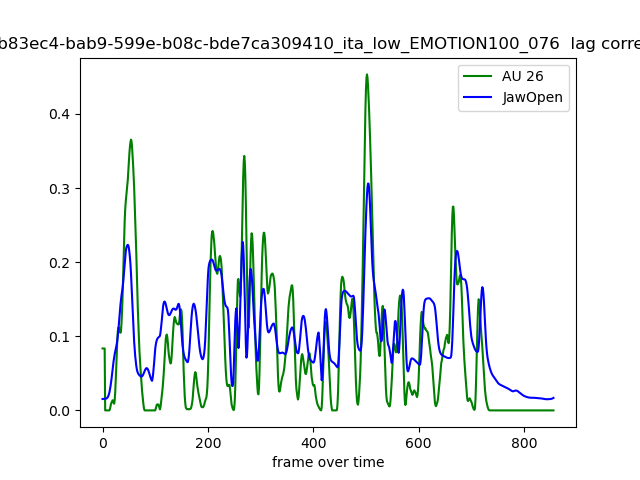 b83ec4-bab9-599e-b08c-bde7ca309410_ita_low_EMOTION100_076 lag corre
AU 26
JawOpen
0.4
0.3
0.2
0.1
0.0
0 200 400 600 800
frame over time